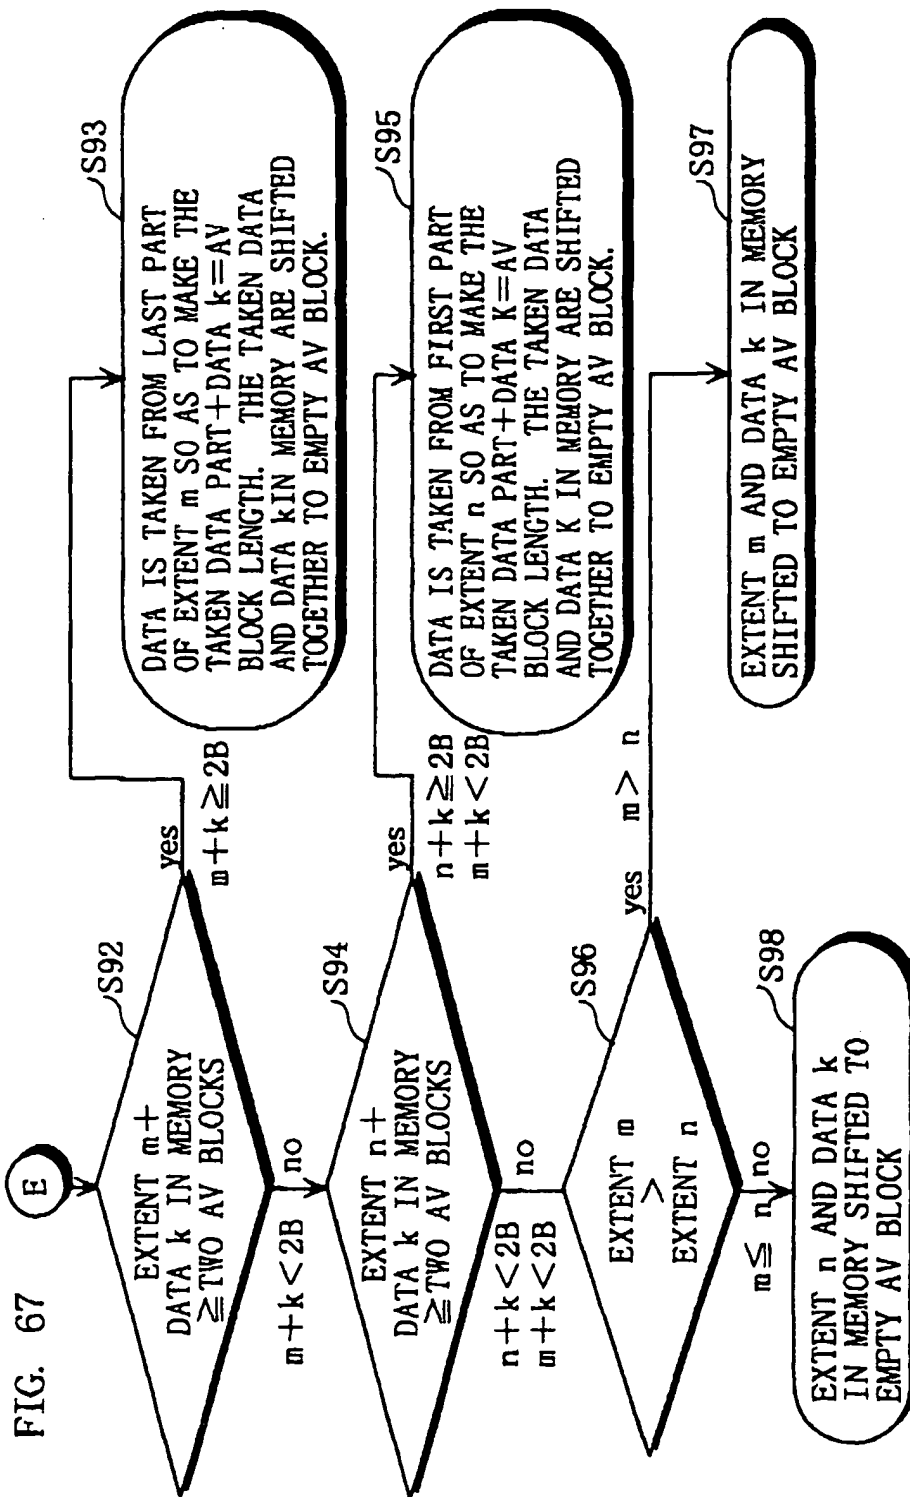 FIG. 67
E
S92
EXTENT m+
DATA k IN MEMORY
≧TWO AV BLOCKS
yes
m+k≧2B
S93
DATA IS TAKEN FROM LAST PART
OF EXTENT m SO AS TO MAKE THE
TAKEN DATA PART+DATA k=AV
BLOCK LENGTH. THE TAKEN DATA
AND DATA kIN MEMORY ARE SHIFTED
TOGETHER TO EMPTY AV BLOCK.
no
m+k<2B
S94
EXTENT n+
DATA k IN MEMORY
≧TWO AV BLOCKS
yes
n+k≧2B
m+k<2B
S95
DATA IS TAKEN FROM FIRST PART
OF EXTENT n SO AS TO MAKE THE
TAKEN DATA PART+DATA K=AV
BLOCK LENGTH. THE TAKEN DATA
AND DATA K IN MEMORY ARE SHIFTED
TOGETHER TO EMPTY AV BLOCK.
no
n+k<2B
m+k<2B
S96
EXTENT m
>
EXTENT n
yes
m> n
S97
EXTENT m AND DATA k IN MEMORY
SHIFTED TO EMPTY AV BLOCK
no
m≦ n
S98
EXTENT n AND DATA k
IN MEMORY SHIFTED TO
EMPTY AV BLOCK